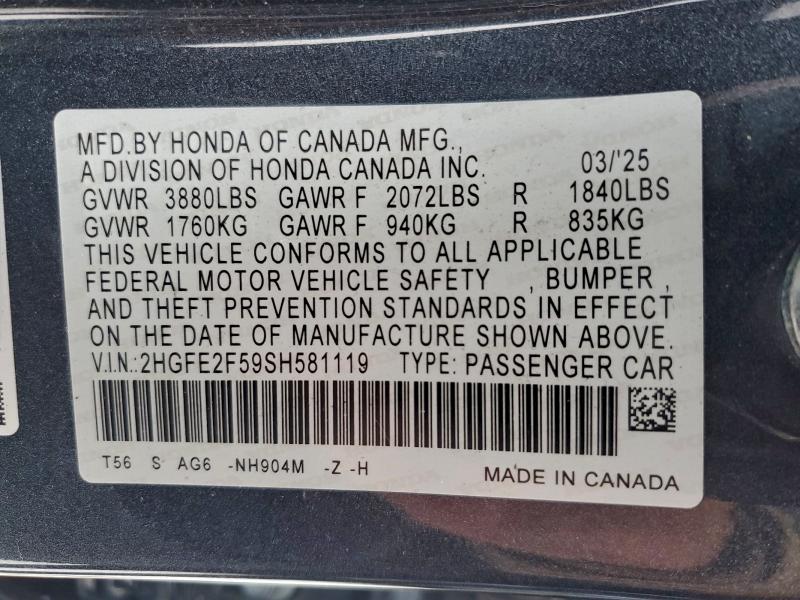 MFD.BY HONDA OF CANADA MFG.,
A DIVISION OF HONDA CANADA INC. 03/'25
GVWR 3880LBS GAWR F 2072LBS R 1840LBS
GVWR 1760KG GAWR F 940KG R 835KG
THIS VEHICLE CONFORMS TO ALL APPLICABLE
FEDERAL MOTOR VEHICLE SAFETY , BUMPER ,
AND THEFT PREVENTION STANDARDS IN EFFECT
ON THE DATE OF MANUFACTURE SHOWN ABOVE.
V.I.N.:2HGFE2F59SH581119 TYPE: PASSENGER CAR
T56 S AG6 -NH904M -Z -H
MADE IN CANADA